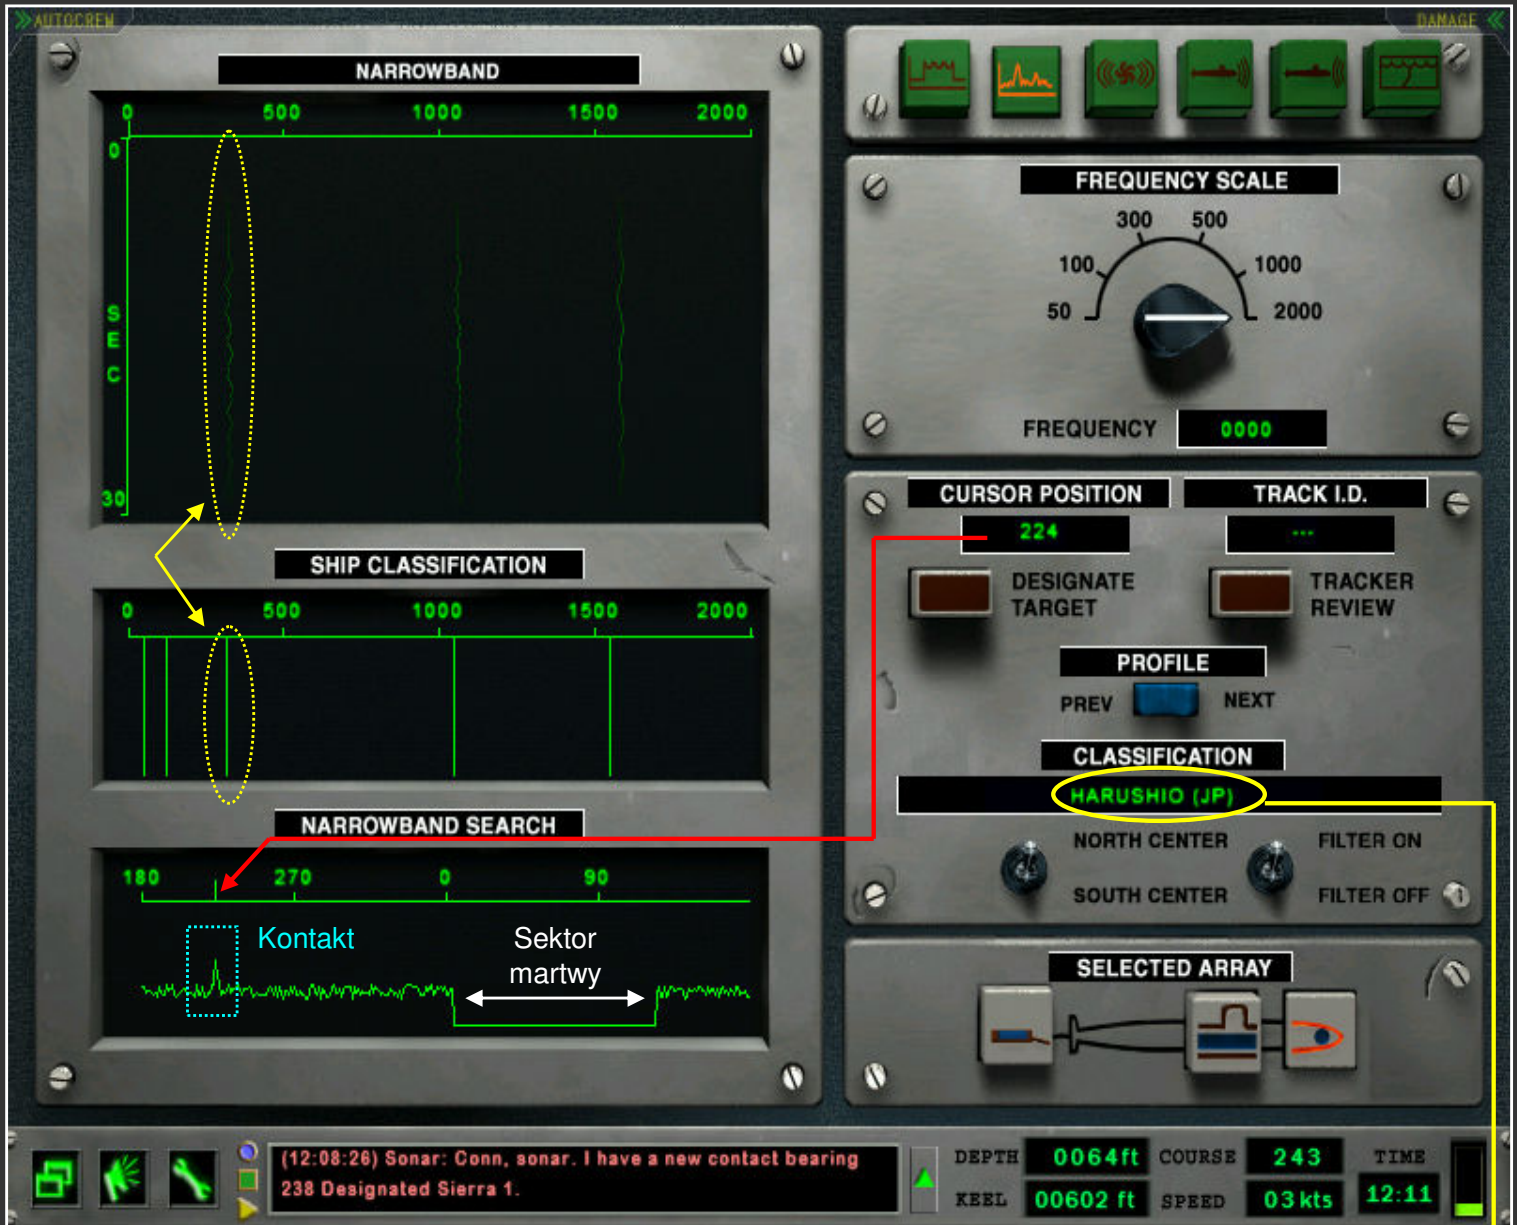 AUTOCREW
DAMAGE
NARROWBAND
0 500 1000 1500 2000
0
SEC
30
SHIP CLASSIFICATION
0 500 1000 1500 2000
NARROWBAND SEARCH
180 270 0 90
Kontakt
Sektor
martwy
FREQUENCY SCALE
300 500
100 1000
50 2000
FREQUENCY 0000
CURSOR POSITION TRACK I.D.
224 ---
DESIGNATE
TARGET
TRACKER
REVIEW
PROFILE
PREV NEXT
CLASSIFICATION
HARUSHIO (JP)
NORTH CENTER FILTER ON
SOUTH CENTER FILTER OFF
SELECTED ARRAY
(12:08:26) Sonar: Conn, sonar. I have a new contact bearing
238 Designated Sierra 1.
DEPTH 0064ft COURSE 243 TIME
KEEL 00602 ft SPEED 03 kts 12:11